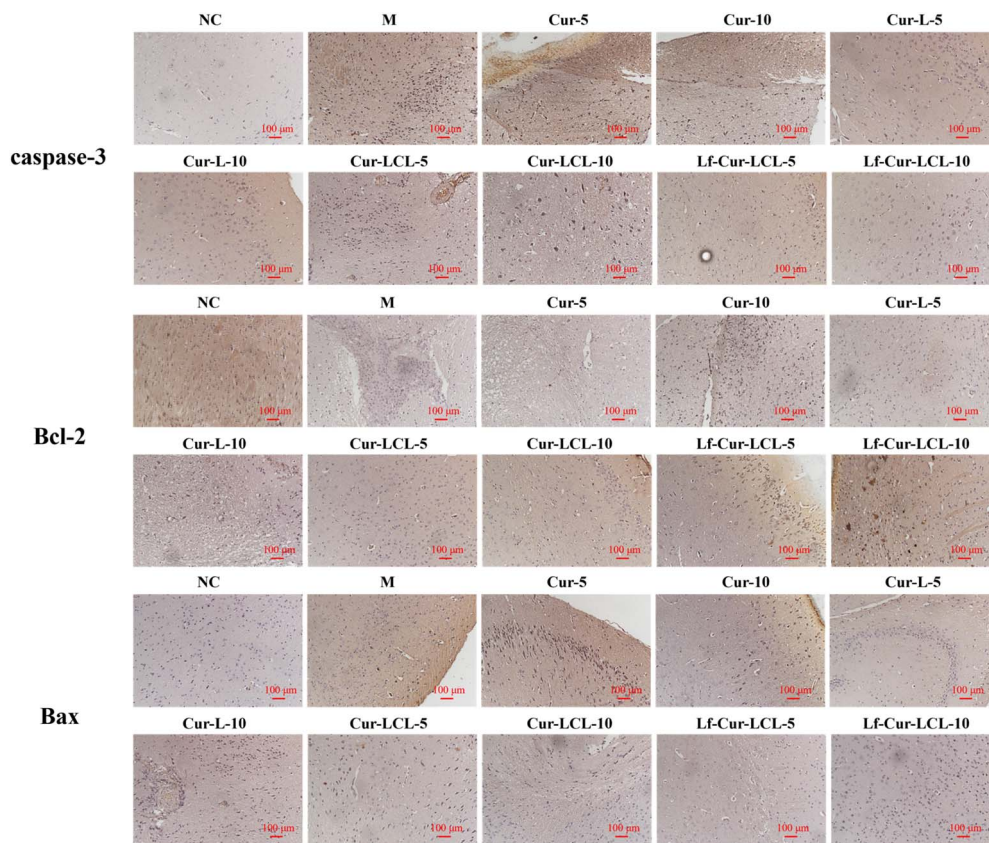 NC M Cur-5 Cur-10 Cur-L-5
100 μm 100 μm 100 μm 100 μm 100 μm
caspase-3
Cur-L-10 Cur-LCL-5 Cur-LCL-10 Lf-Cur-LCL-5 Lf-Cur-LCL-10
100 μm 100 μm 100 μm 100 μm 100 μm
NC M Cur-5 Cur-10 Cur-L-5
100 μm 100 μm 100 μm 100 μm 100 μm
Bcl-2
Cur-L-10 Cur-LCL-5 Cur-LCL-10 Lf-Cur-LCL-5 Lf-Cur-LCL-10
100 μm 100 μm 100 μm 100 μm 100 μm
NC M Cur-5 Cur-10 Cur-L-5
100 μm 100 μm 100 μm 100 μm 100 μm
Bax
Cur-L-10 Cur-LCL-5 Cur-LCL-10 Lf-Cur-LCL-5 Lf-Cur-LCL-10
100 μm 100 μm 100 μm 100 μm 100 μm